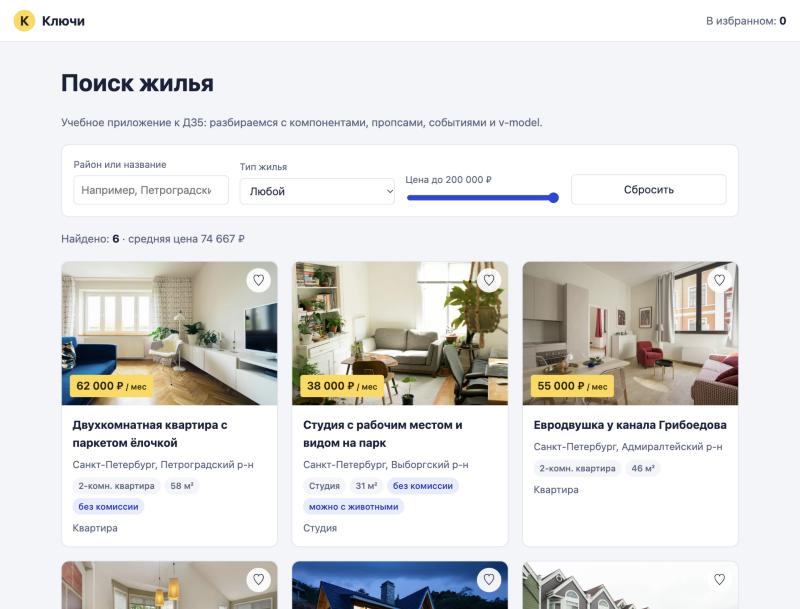 К Ключи
В избранном: 0
Поиск жилья
Учебное приложение к ДЗ5: разбираемся с компонентами, пропсами, событиями и v-model.
Район или название
Тип жилья
Цена до 200 000 ₽
Например, Петроградски
Любой
Сбросить
Найдено: 6 · средняя цена 74 667 ₽
62 000 ₽ / мес
Двухкомнатная квартира с
паркетом ёлочкой
Санкт-Петербург, Петроградский р-н
2-комн. квартира 58 м²
без комиссии
Квартира
38 000 ₽ / мес
Студия с рабочим местом и
видом на парк
Санкт-Петербург, Выборгский р-н
Студия 31 м² без комиссии
можно с животными
Студия
55 000 ₽ / мес
Евродвушка у канала Грибоедова
Санкт-Петербург, Адмиралтейский р-н
2-комн. квартира 46 м²
Квартира